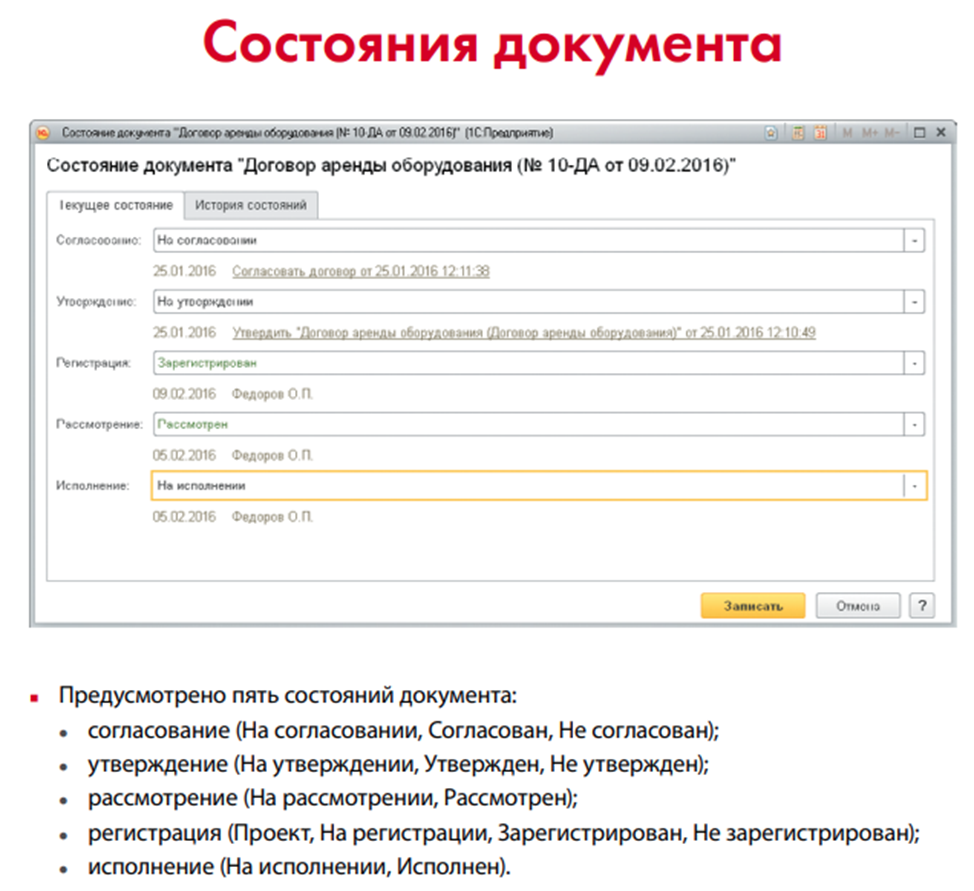 Состояния документа
Состояние документа "Договор аренды оборудования (№ 10-ДА от 09.02.2016)" (1С:Предприятие)
M M+ M-
Состояние документа "Договор аренды оборудования (№ 10-ДА от 09.02.2016)"
Текущее состояние История состояний
Согласование: На согласовании
25.01.2016 Согласовать договор от 25.01.2016 12:11:38
Утверждение: На утверждении
25.01.2016 Утвердить "Договор аренды оборудования (Договор аренды оборудования)" от 25.01.2016 12:10:49
Регистрация: Зарегистрирован
09.02.2016 Федоров О.П.
Рассмотрение: Рассмотрен
05.02.2016 Федоров О.П.
Исполнение: На исполнении
05.02.2016 Федоров О.П.
Записать Отмена ?
Предусмотрено пять состояний документа:
согласование (На согласовании, Согласован, Не согласован);
утверждение (На утверждении, Утвержден, Не утвержден);
рассмотрение (На рассмотрении, Рассмотрен);
регистрация (Проект, На регистрации, Зарегистрирован, Не зарегистрирован);
исполнение (На исполнении, Исполнен).